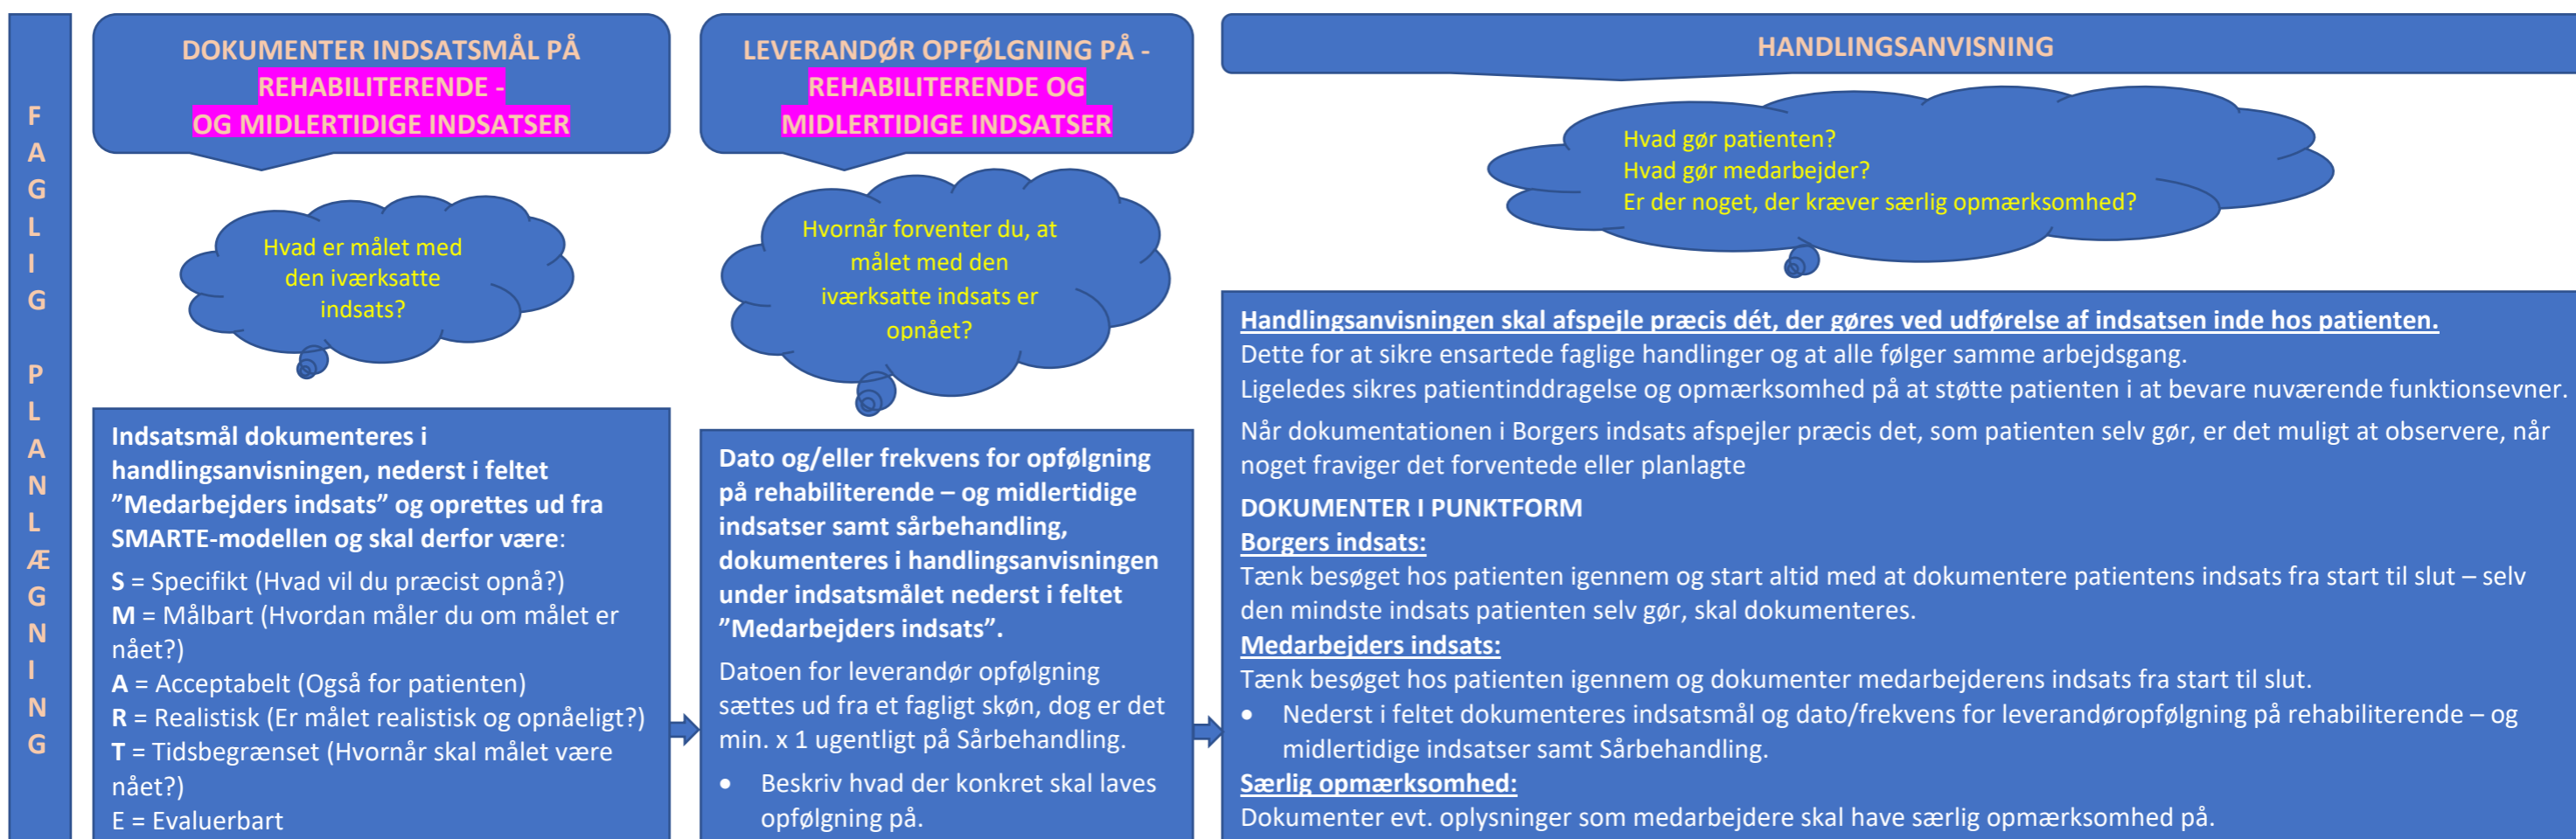 FAGLIG PLANLÆGNING
DOKUMENTER INDSATSMÅL PÅ
REHABILITERENDE -
OG MIDLERTIDIGE INDSATSER
Hvad er målet med
den iværksatte
indsats?
Indsatsmål dokumenteres i
handlingsanvisningen, nederst i feltet
”Medarbejders indsats” og oprettes ud fra
SMARTE-modellen og skal derfor være:
S = Specifikt (Hvad vil du præcist opnå?)
M = Målbart (Hvordan måler du om målet er
nået?)
A = Acceptabelt (Også for patienten)
R = Realistisk (Er målet realistisk og opnåeligt?)
T = Tidsbegrænset (Hvornår skal målet være
nået?)
E = Evaluerbart
LEVERANDØR OPFØLGNING PÅ -
REHABILITERENDE OG
MIDLERTIDIGE INDSATSER
Hvornår forventer du, at
målet med den
iværksatte indsats er
opnået?
Dato og/eller frekvens for opfølgning
på rehabiliterende – og midlertidige
indsatser samt sårbehandling,
dokumenteres i handlingsanvisningen
under indsatsmålet nederst i feltet
”Medarbejders indsats”.
Datoen for leverandør opfølgning
sættes ud fra et fagligt skøn, dog er det
min. x 1 ugentligt på Sårbehandling.
• Beskriv hvad der konkret skal laves
opfølgning på.
HANDLINGSANVISNING
Hvad gør patienten?
Hvad gør medarbejder?
Er der noget, der kræver særlig opmærksomhed?
Handlingsanvisningen skal afspejle præcis dét, der gøres ved udførelse af indsatsen inde hos patienten.
Dette for at sikre ensartede faglige handlinger og at alle følger samme arbejdsgang.
Ligeledes sikres patientinddragelse og opmærksomhed på at støtte patienten i at bevare nuværende funktionsevner.
Når dokumentationen i Borgers indsats afspejler præcis det, som patienten selv gør, er det muligt at observere, når
noget fraviger det forventede eller planlagte
DOKUMENTER I PUNKTFORM
Borgers indsats:
Tænk besøget hos patienten igennem og start altid med at dokumentere patientens indsats fra start til slut – selv
den mindste indsats patienten selv gør, skal dokumenteres.
Medarbejders indsats:
Tænk besøget hos patienten igennem og dokumenter medarbejderens indsats fra start til slut.
• Nederst i feltet dokumenteres indsatsmål og dato/frekvens for leverandøropfølgning på rehabiliterende – og
midlertidige indsatser samt Sårbehandling.
Særlig opmærksomhed:
Dokumenter evt. oplysninger som medarbejdere skal have særlig opmærksomhed på.